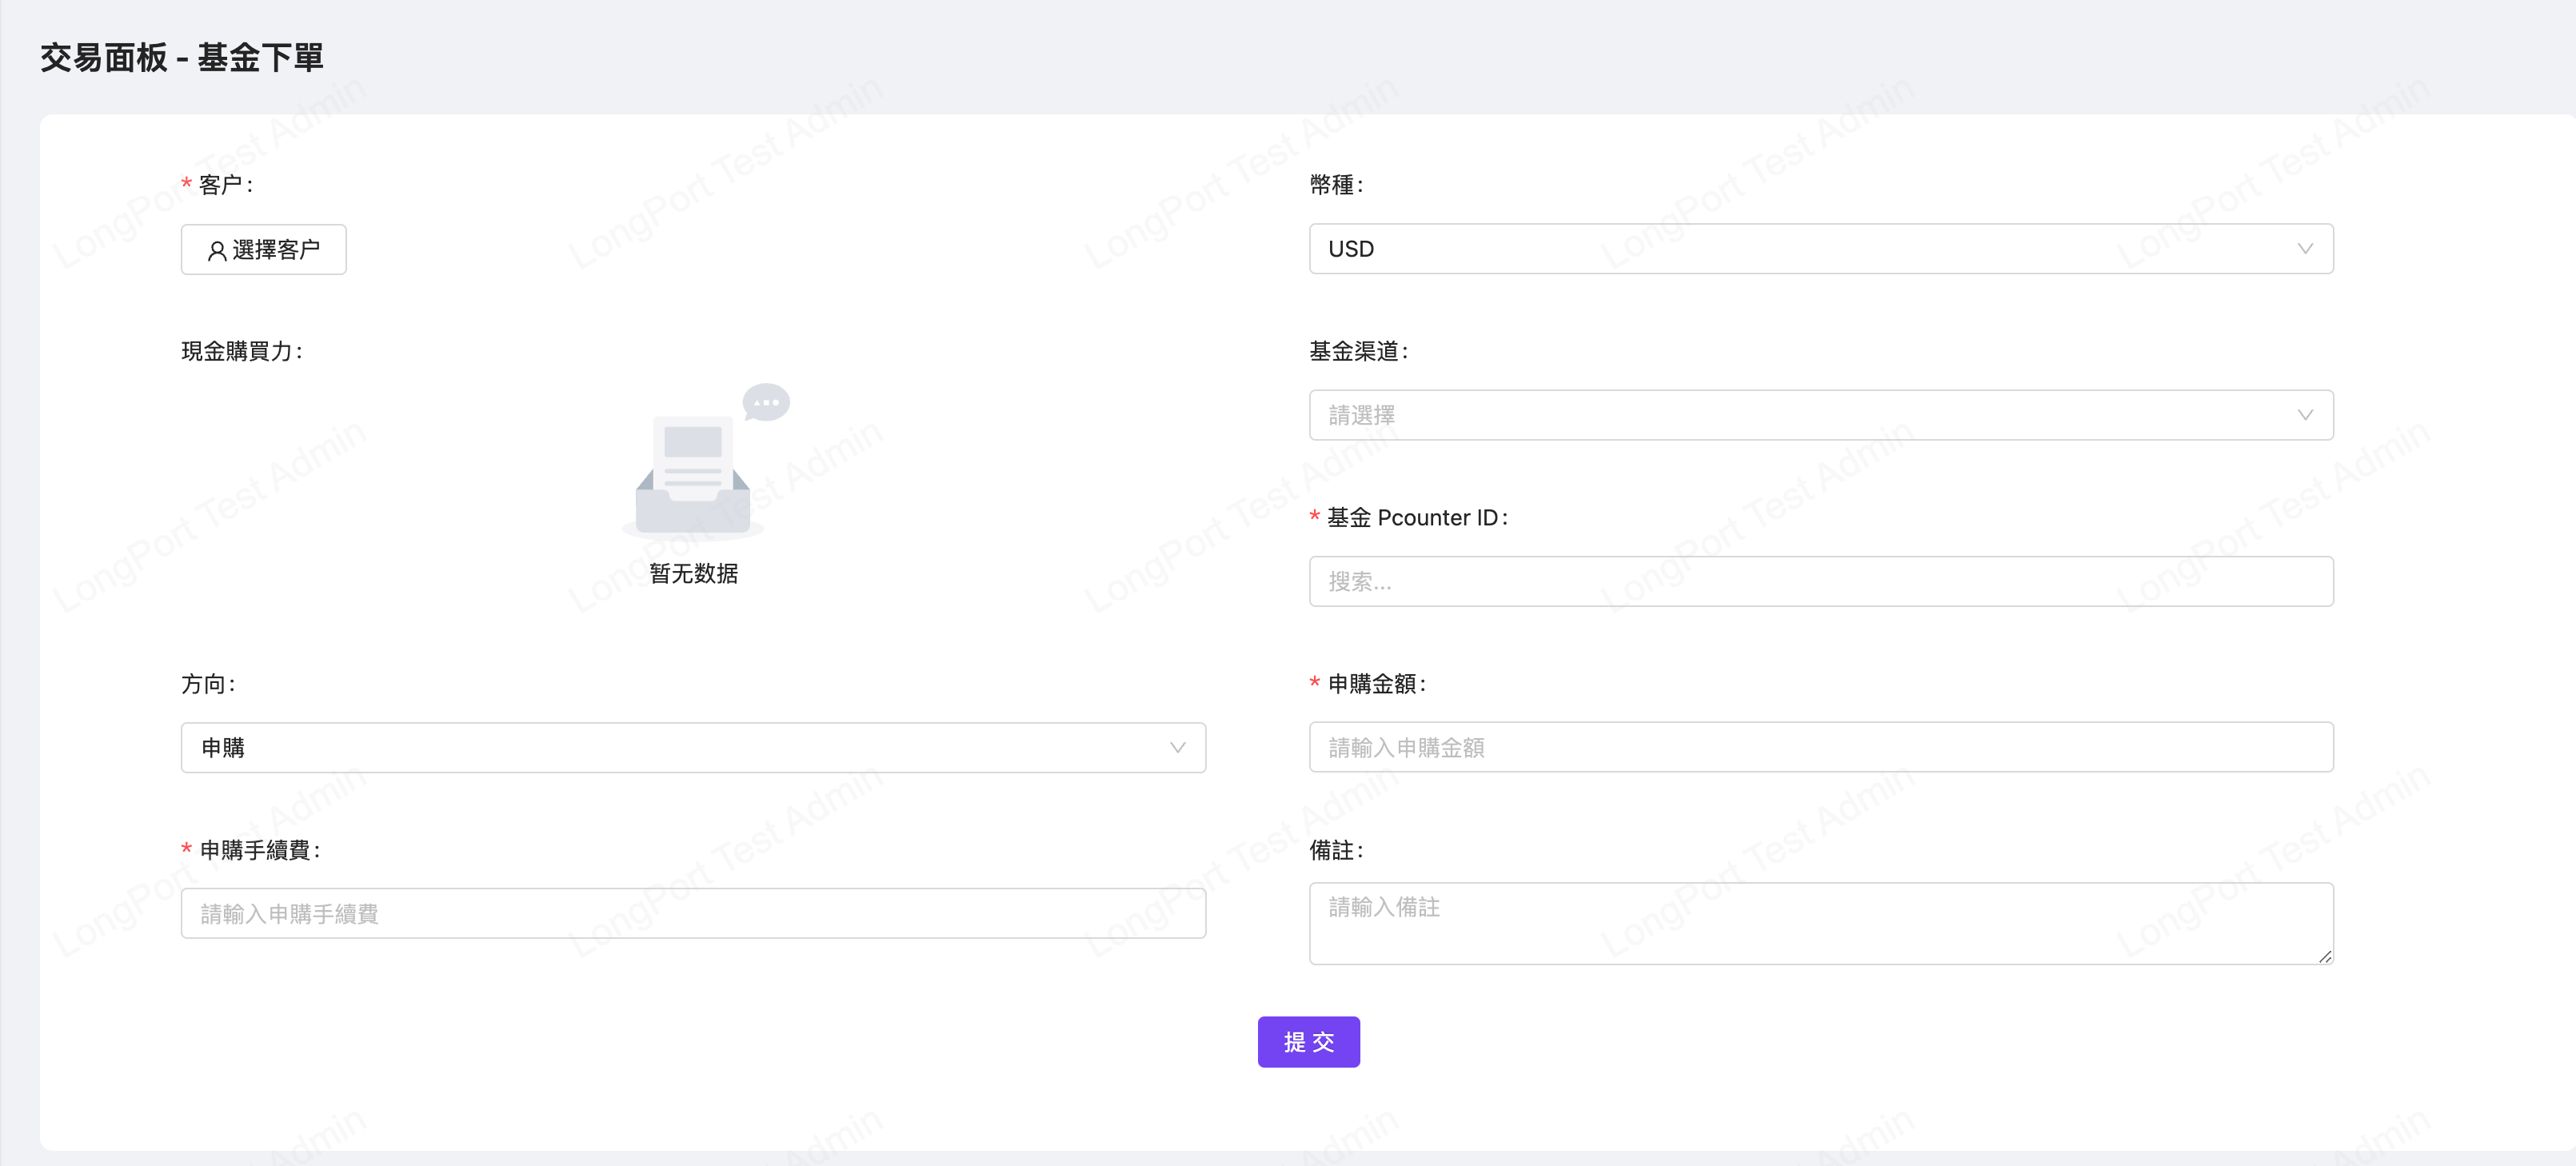 交易面板 - 基金下單
* 客户:
選擇客户
幣種:
USD
現金購買力:
暂无数据
基金渠道:
請選擇
* 基金 Pcounter ID:
搜索...
方向:
申購
* 申購金額:
請輸入申購金額
* 申購手續費:
請輸入申購手續費
備註:
請輸入備註
提交
LongPort Test Admin